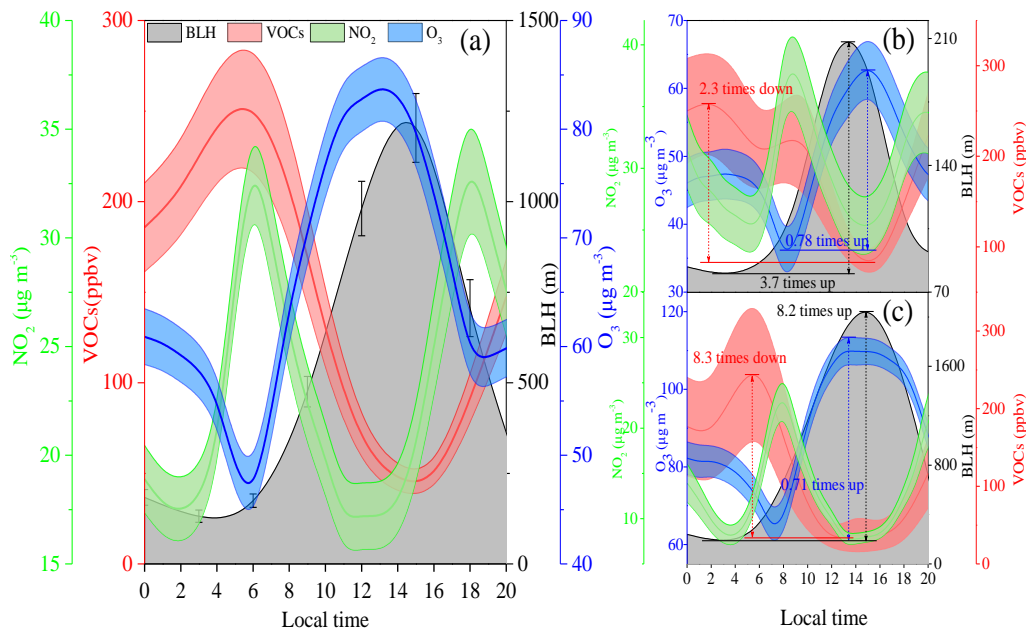 BLH VOCs NO₂ O₃ (a)
NO₂ (μg m⁻³)
40
35
30
25
20
15
VOCs(ppbv)
300
200
100
0
BLH (m)
1500
1000
500
0
O₃ (μg m⁻³)
90
80
70
60
50
40
0 2 4 6 8 10 12 14 16 18 20
Local time
(b)
NO₂ (μg m⁻³)
40
30
20
O₃ (μg m⁻³)
70
60
50
40
30
2.3 times down
0.78 times up
3.7 times up
BLH (m)
210
140
70
VOCs (ppbv)
300
200
100
0
(c)
8.2 times up
8.3 times down
0.71 times up
NO₂ (μg m⁻³)
30
20
10
O₃ (μg m⁻³)
120
100
80
60
BLH (m)
1600
800
0
VOCs (ppbv)
300
200
100
0
0 2 4 6 8 10 12 14 16 18 20
Local time